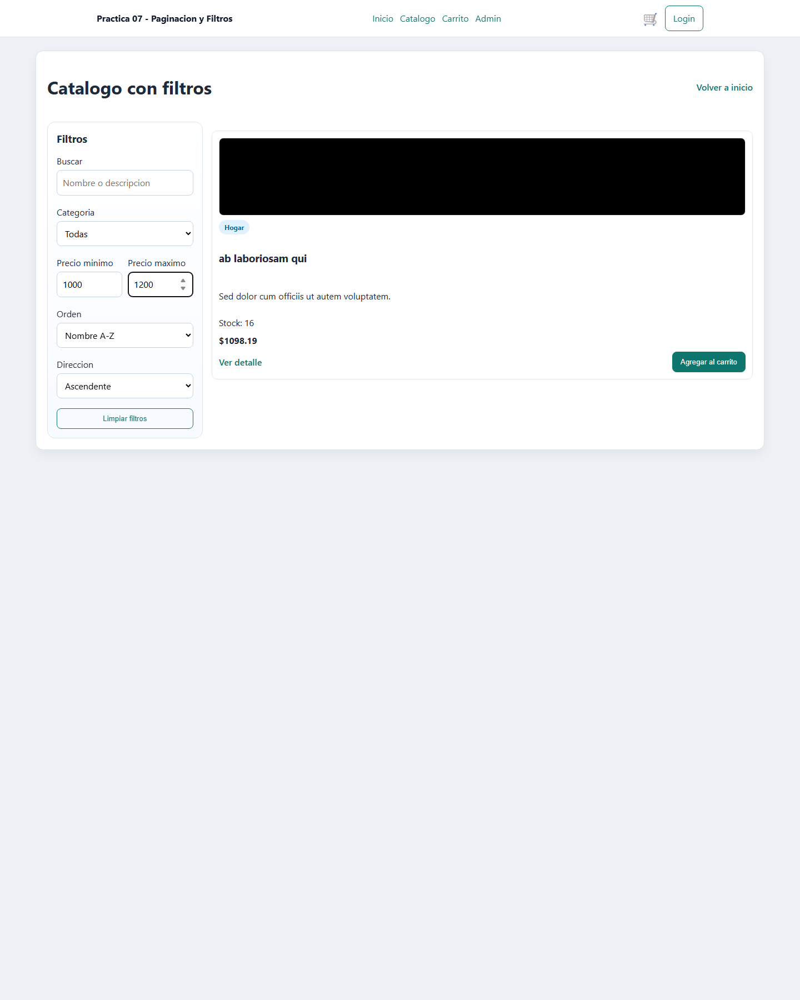 Practica 07 - Paginacion y Filtros
Inicio Catalogo Carrito Admin
Login
Catalogo con filtros
Volver a inicio
Filtros
Buscar
Nombre o descripcion
Categoria
Todas
Precio minimo Precio maximo
1000 1200
Orden
Nombre A-Z
Direccion
Ascendente
Limpiar filtros
Hogar
ab laboriosam qui
Sed dolor cum officiis ut autem voluptatem.
Stock: 16
$1098.19
Ver detalle
Agregar al carrito